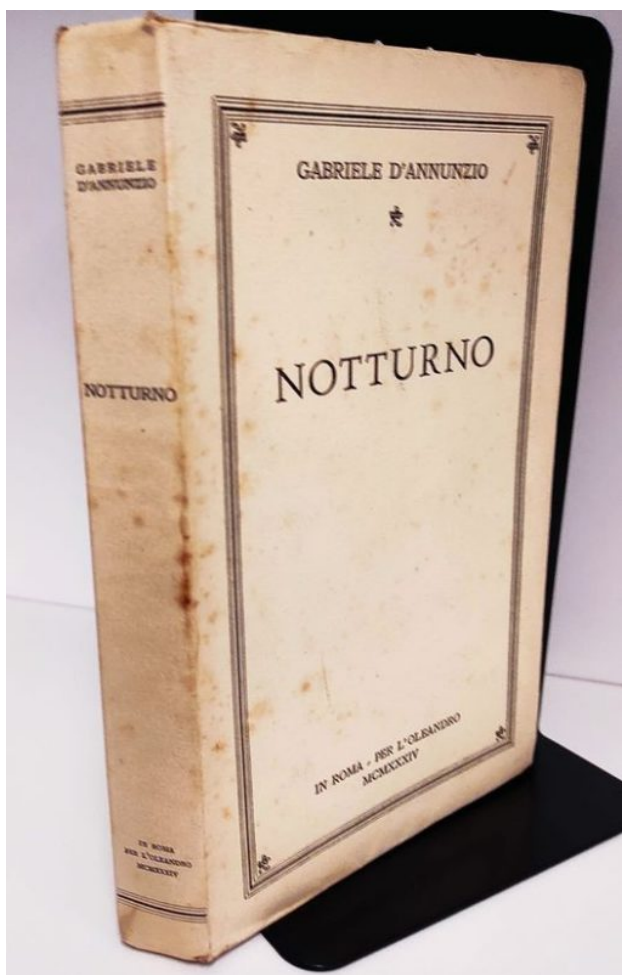 GABRIELE
D'ANNUNZIO
NOTTURNO
IN ROMA
PER L'OLEANDRO
MCMXXXIV
GABRIELE D'ANNUNZIO
NOTTURNO
IN ROMA - PER L'OLEANDRO
MCMXXXIV